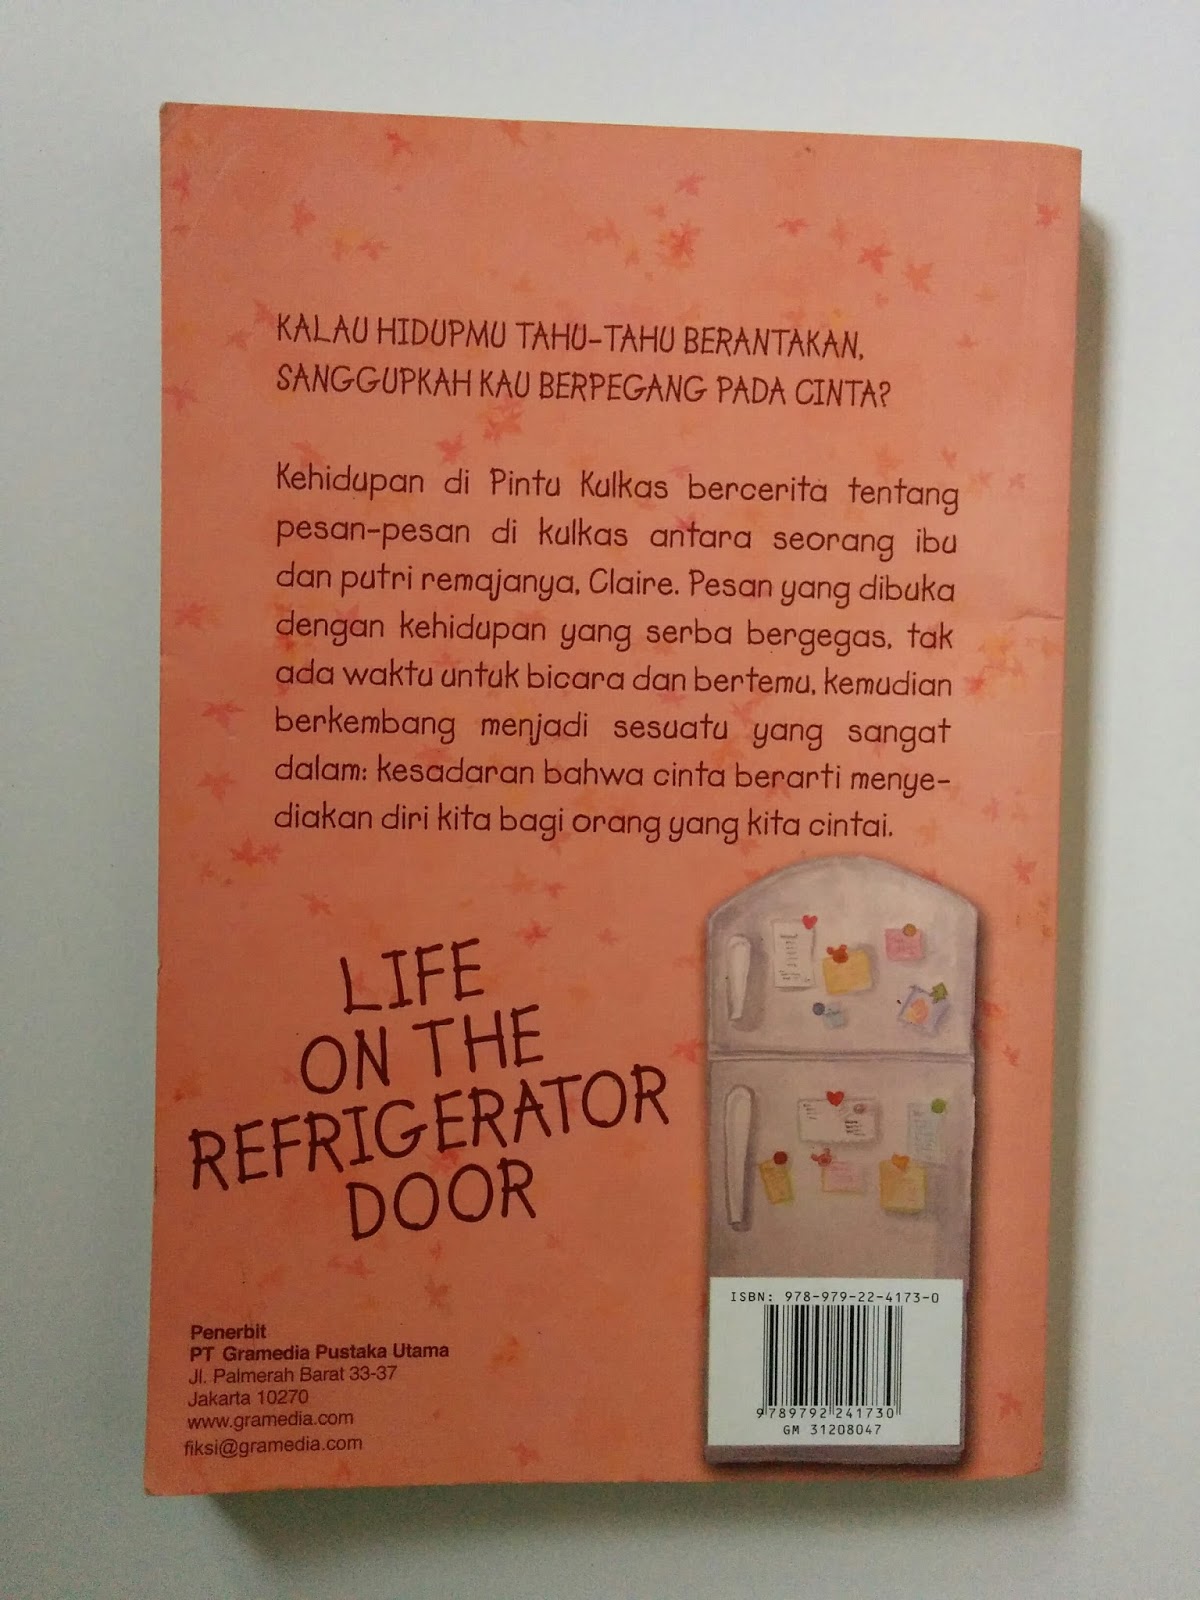 KALAU HIDUPMU TAHU-TAHU BERANTAKAN,
SANGGUPKAH KAU BERPEGANG PADA CINTA?
Kehidupan di Pintu Kulkas bercerita tentang
pesan-pesan di kulkas antara seorang ibu
dan putri remajanya, Claire. Pesan yang dibuka
dengan kehidupan yang serba bergegas, tak
ada waktu untuk bicara dan bertemu, kemudian
berkembang menjadi sesuatu yang sangat
dalam: kesadaran bahwa cinta berarti menye-
diakan diri kita bagi orang yang kita cintai.
LIFE
ON THE
REFRIGERATOR
DOOR
Penerbit
PT Gramedia Pustaka Utama
Jl. Palmerah Barat 33-37
Jakarta 10270
www.gramedia.com
fiksi@gramedia.com
ISBN: 978-979-22-4173-0
9 789792 241730
GM 31208047